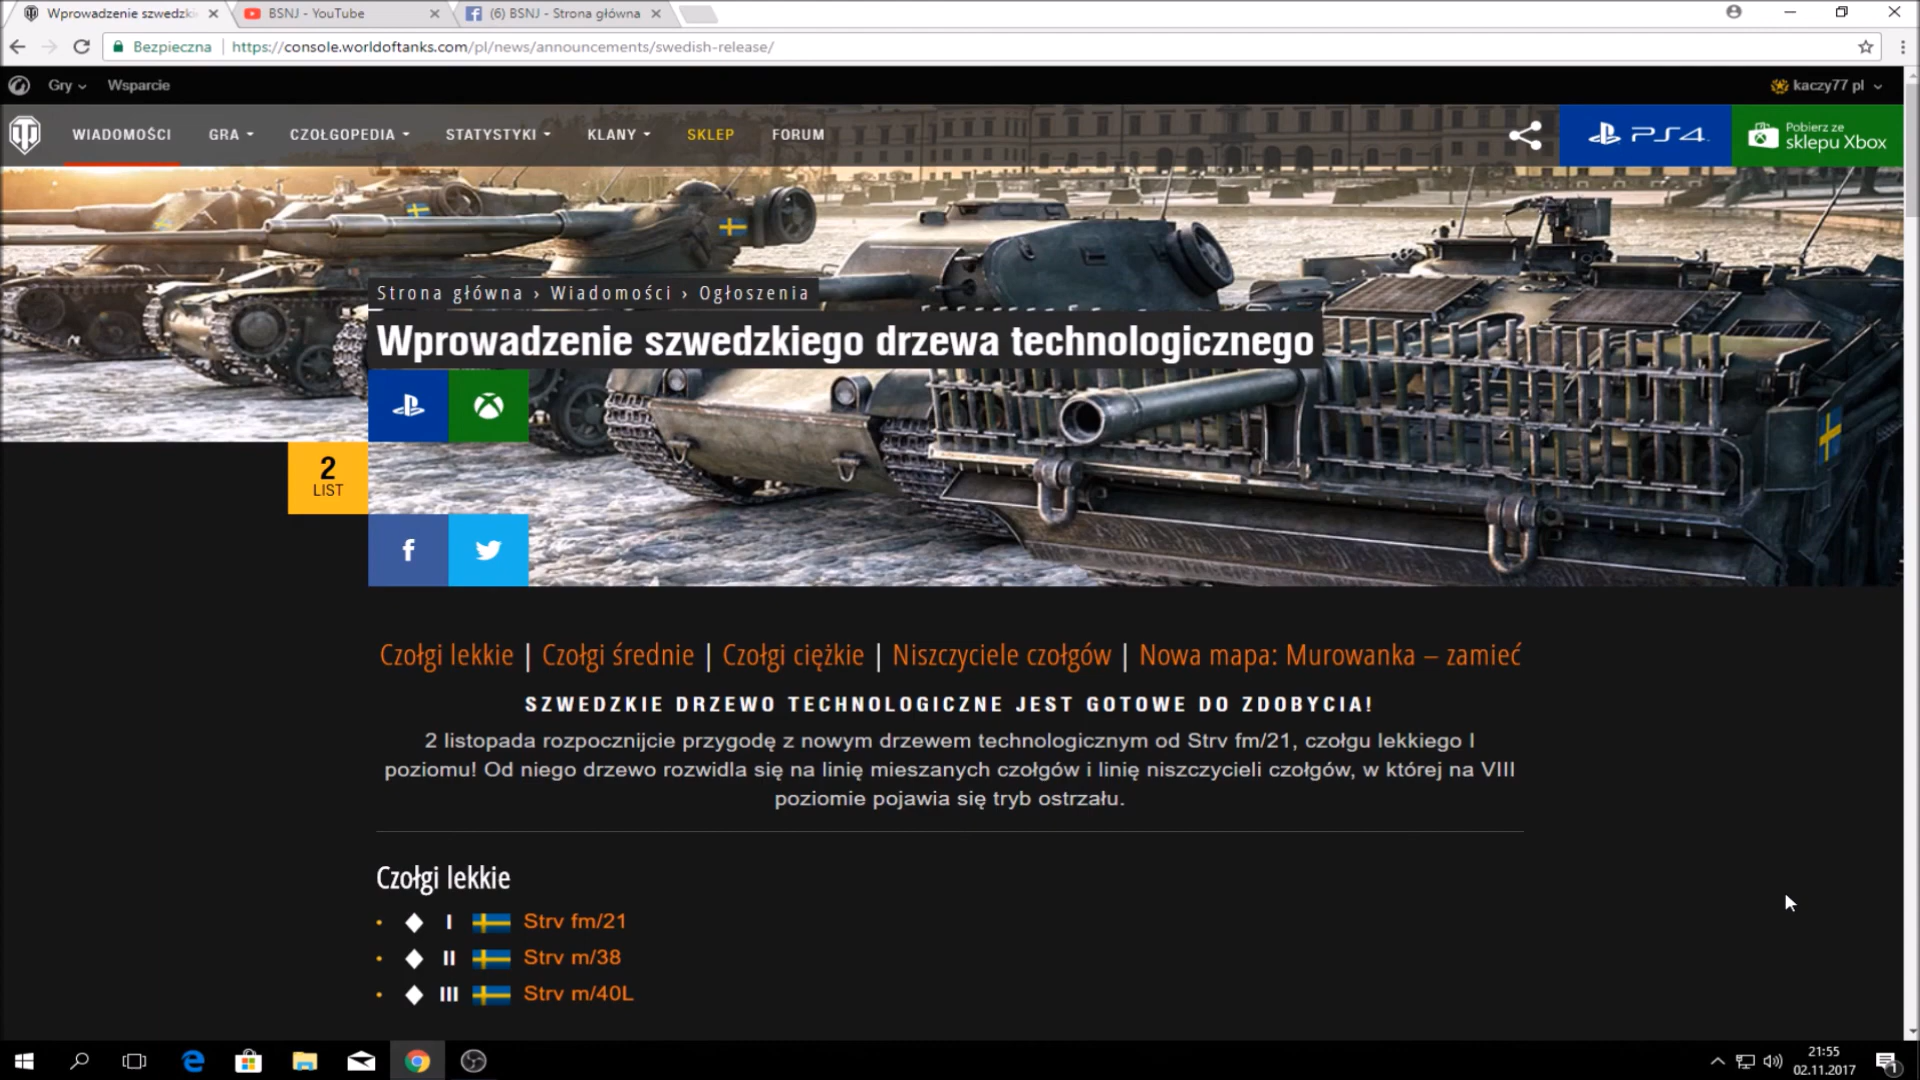 Wprowadzenie szwedzki
BSNJ - YouTube
(6) BSNJ - Strona główna
Bezpieczna
https://console.worldoftanks.com/pl/news/announcements/swedish-release/
Gry
Wsparcie
kaczy77 pl
WIADOMOŚCI
GRA
CZOŁGOPEDIA
STATYSTYKI
KLANY
SKLEP
FORUM
PS4
Pobierz ze
sklepu Xbox
Strona główna › Wiadomości › Ogłoszenia
Wprowadzenie szwedzkiego drzewa technologicznego
2
LIST
Czołgi lekkie | Czołgi średnie | Czołgi ciężkie | Niszczyciele czołgów | Nowa mapa: Murowanka – zamieć
SZWEDZKIE DRZEWO TECHNOLOGICZNE JEST GOTOWE DO ZDOBYCIA!
2 listopada rozpocznijcie przygodę z nowym drzewem technologicznym od Strv fm/21, czołgu lekkiego I
poziomu! Od niego drzewo rozwidla się na linię mieszanych czołgów i linię niszczycieli czołgów, w której na VIII
poziomie pojawia się tryb ostrzału.
Czołgi lekkie
I Strv fm/21
II Strv m/38
III Strv m/40L
21:55
02.11.2017
1